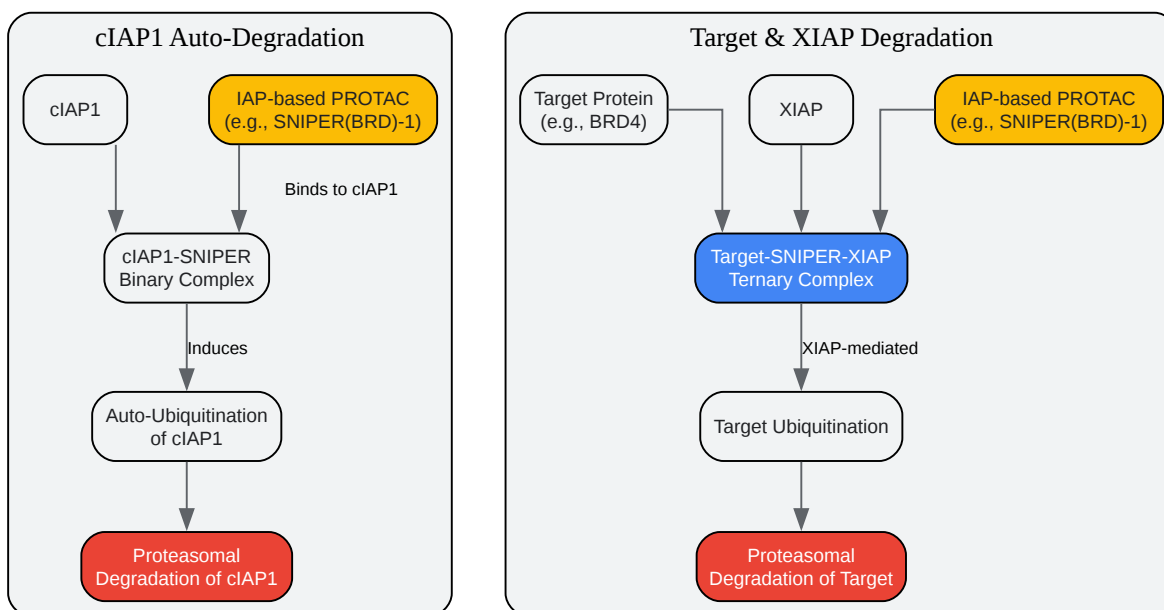 cIAP1 Auto-Degradation
cIAP1
IAP-based PROTAC
(e.g., SNIPER(BRD)-1)
Binds to cIAP1
cIAP1-SNIPER
Binary Complex
Induces
Auto-Ubiquitination
of cIAP1
Proteasomal
Degradation of cIAP1
Target & XIAP Degradation
Target Protein
(e.g., BRD4)
XIAP
IAP-based PROTAC
(e.g., SNIPER(BRD)-1)
Target-SNIPER-XIAP
Ternary Complex
XIAP-mediated
Target Ubiquitination
Proteasomal
Degradation of Target